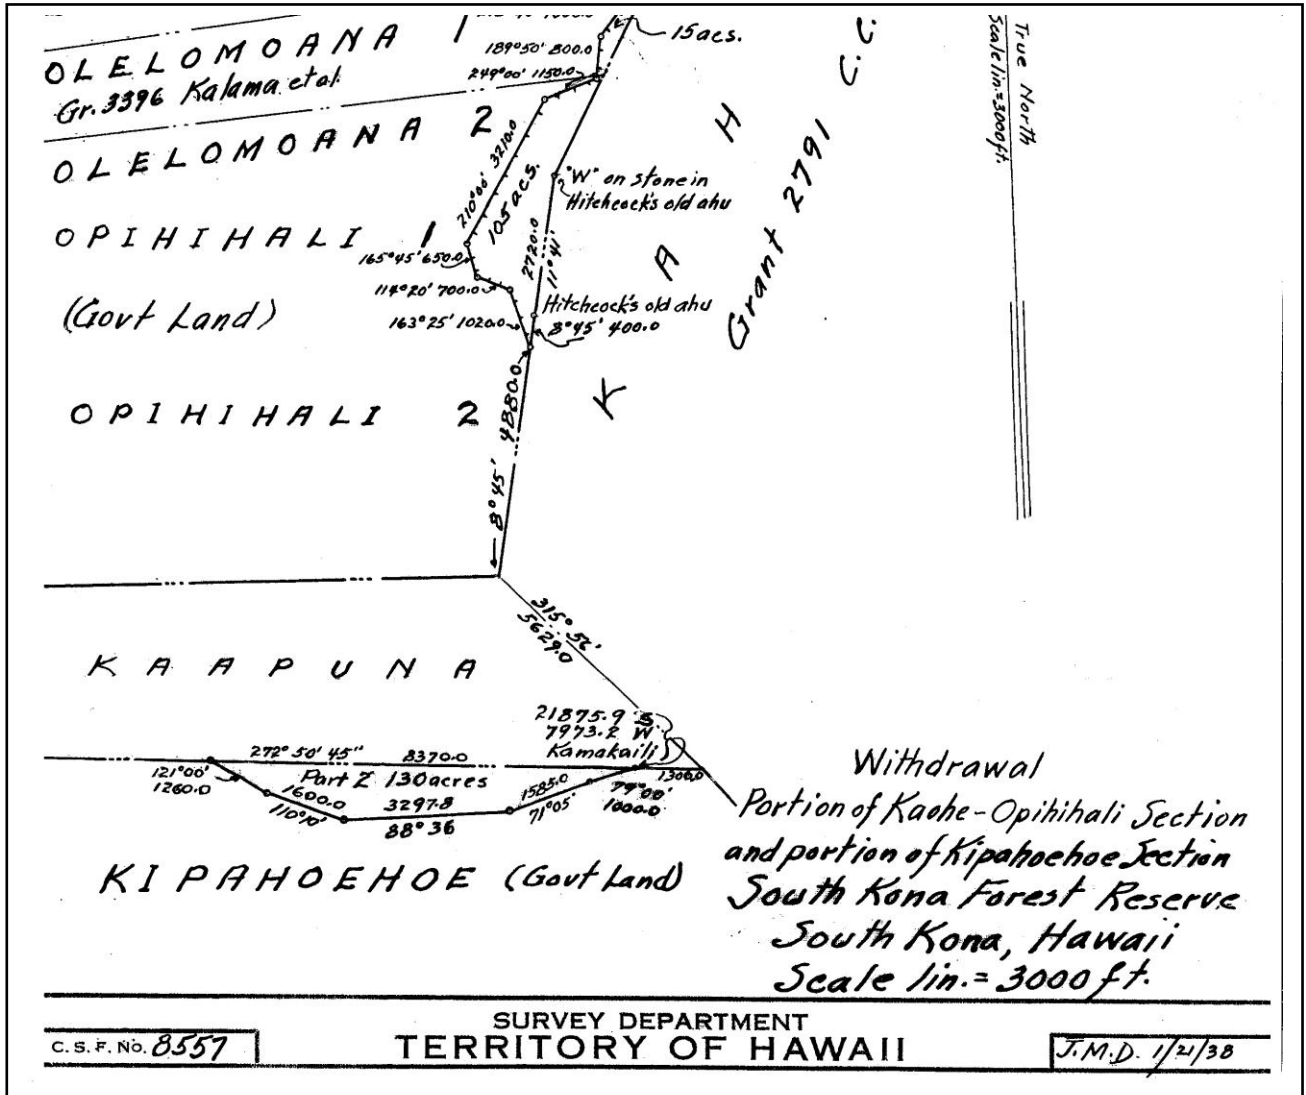 15 acs.
OLELOMOANA 1
Gr. 3396 Kalama et al.
189°50' 800.0
249°00' 1150.0
True North
Scale 1in.=3000ft.
C.C.
OLELOMOANA 2
210°00' 3210.0
105 acs.
"W" on stone in
Hitchcock's old ahu
K A H
Grant 2791
OPIHIHALI 1
165°45' 650.0
2720.0
11°41'
114°20' 700.0
(Govt Land)
Hitchcock's old ahu
163°25' 1020.0
8°45' 400.0
OPIHIHALI 2
8°45' 4880.0
315°56'
5629.0
KAAPUNA
21875.9 S.
7973.2 W
Kamakaili
272°50'45" 8370.0
1300.0
121°00'
1260.0
Part 2 130 acres
1600.0
110°10'
3297.8
88°36
1585.0
71°05'
79°00'
1000.0
KIPAHOEHOE (Govt Land)
Withdrawal
Portion of Kaohe-Opihihali Section
and portion of Kipahoehoe Section
South Kona Forest Reserve
South Kona, Hawaii
Scale 1in.= 3000 ft.
SURVEY DEPARTMENT
TERRITORY OF HAWAII
C.S.F. NO. 8557
J.M.D. 1/21/38